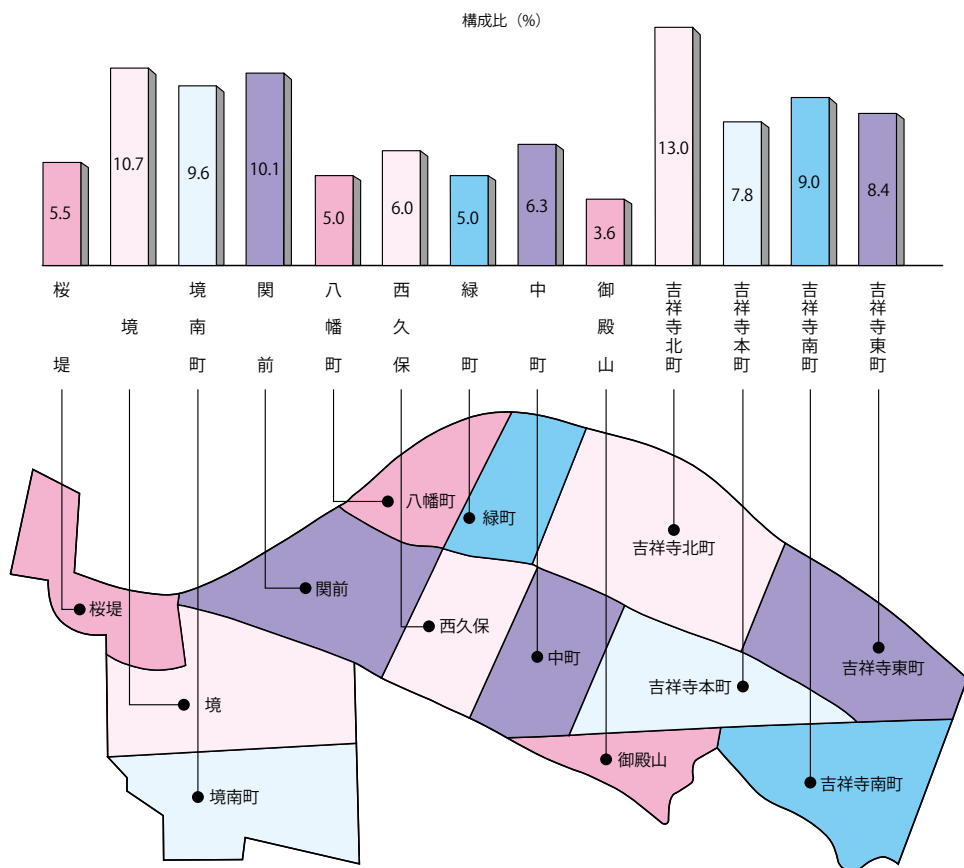 構成比（%）
5.5
10.7
9.6
10.1
5.0
6.0
5.0
6.3
3.6
13.0
7.8
9.0
8.4
桜堤
境
境南町
関前
八幡町
西久保
緑町
中町
御殿山
吉祥寺北町
吉祥寺本町
吉祥寺南町
吉祥寺東町
八幡町
緑町
吉祥寺北町
関前
桜堤
西久保
中町
吉祥寺東町
吉祥寺本町
境
御殿山
吉祥寺南町
境南町